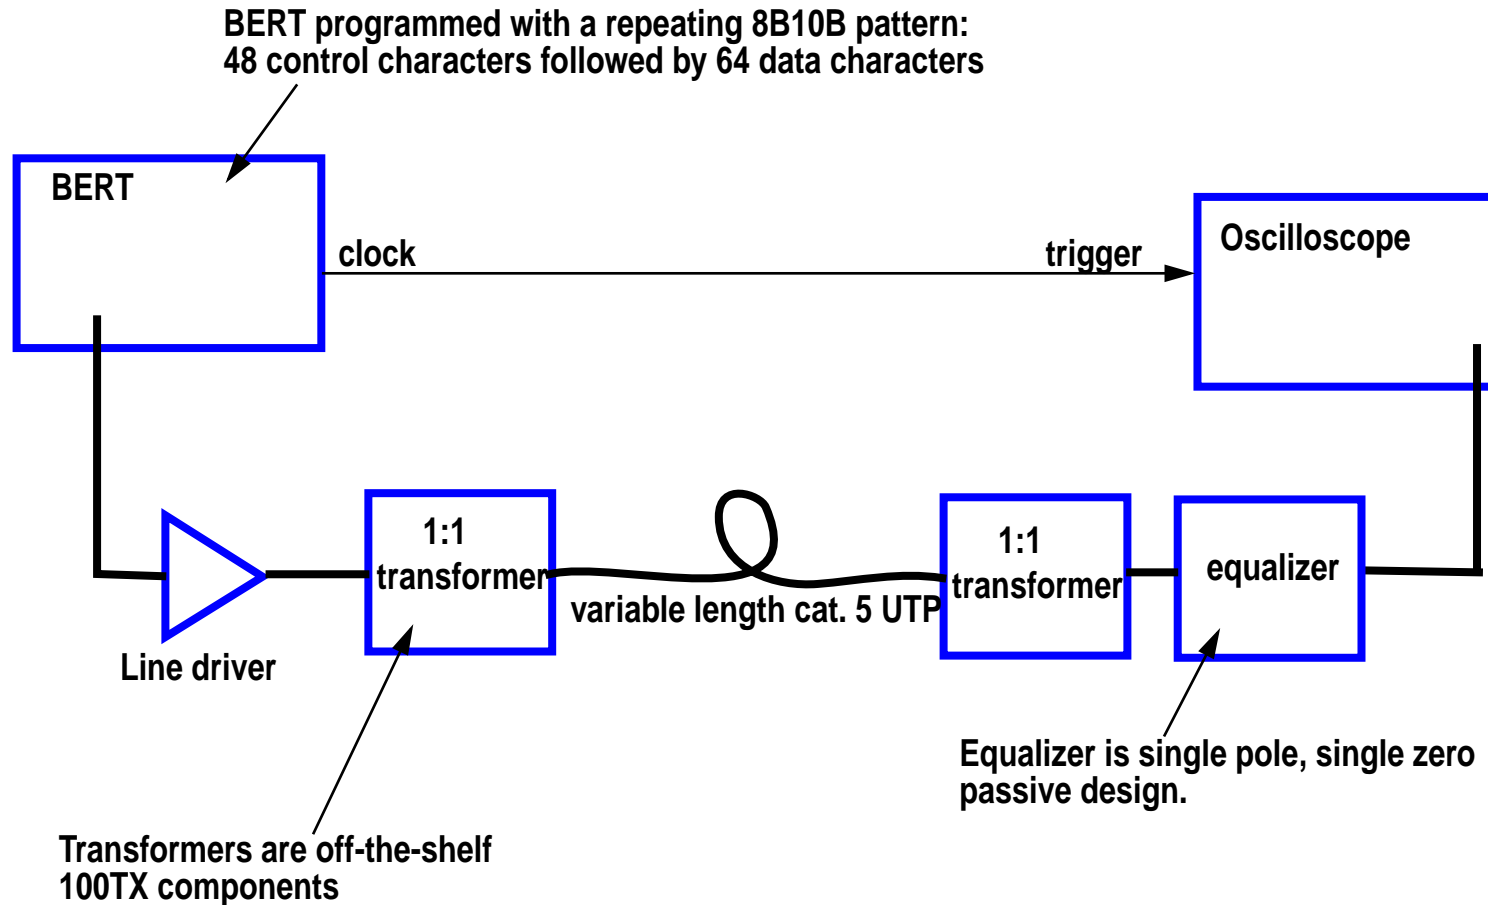 BERT programmed with a repeating 8B10B pattern:
48 control characters followed by 64 data characters
BERT
clock
trigger
Oscilloscope
1:1
transformer
1:1
transformer
equalizer
variable length cat. 5 UTP
Line driver
Equalizer is single pole, single zero
passive design.
Transformers are off-the-shelf
100TX components